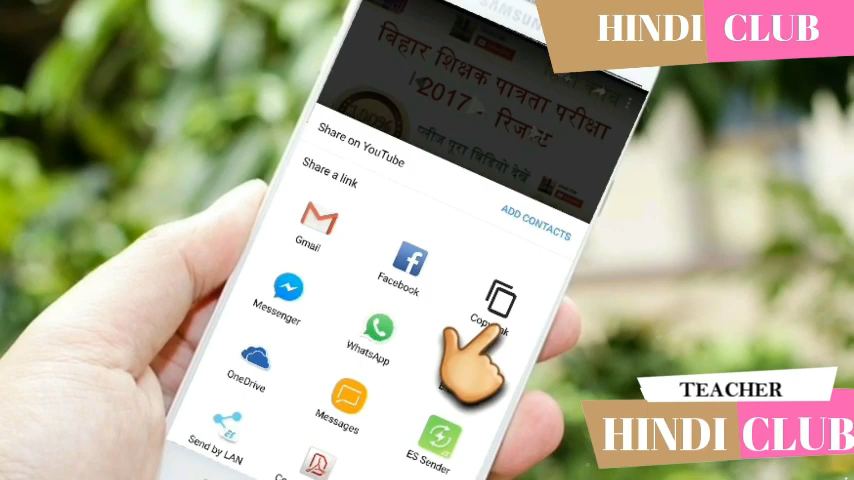 HINDI CLUB
SAMSUNG
बिहार शिक्षक पात्रता परीक्षा
2017 - रिजल्ट
प्लीज पूरा विडियो देखें
Share on YouTube
Share a link
ADD CONTACTS
Gmail
Facebook
Messenger
WhatsApp
OneDrive
Messages
Send by LAN
ES Sender
TEACHER
HINDI CLUB